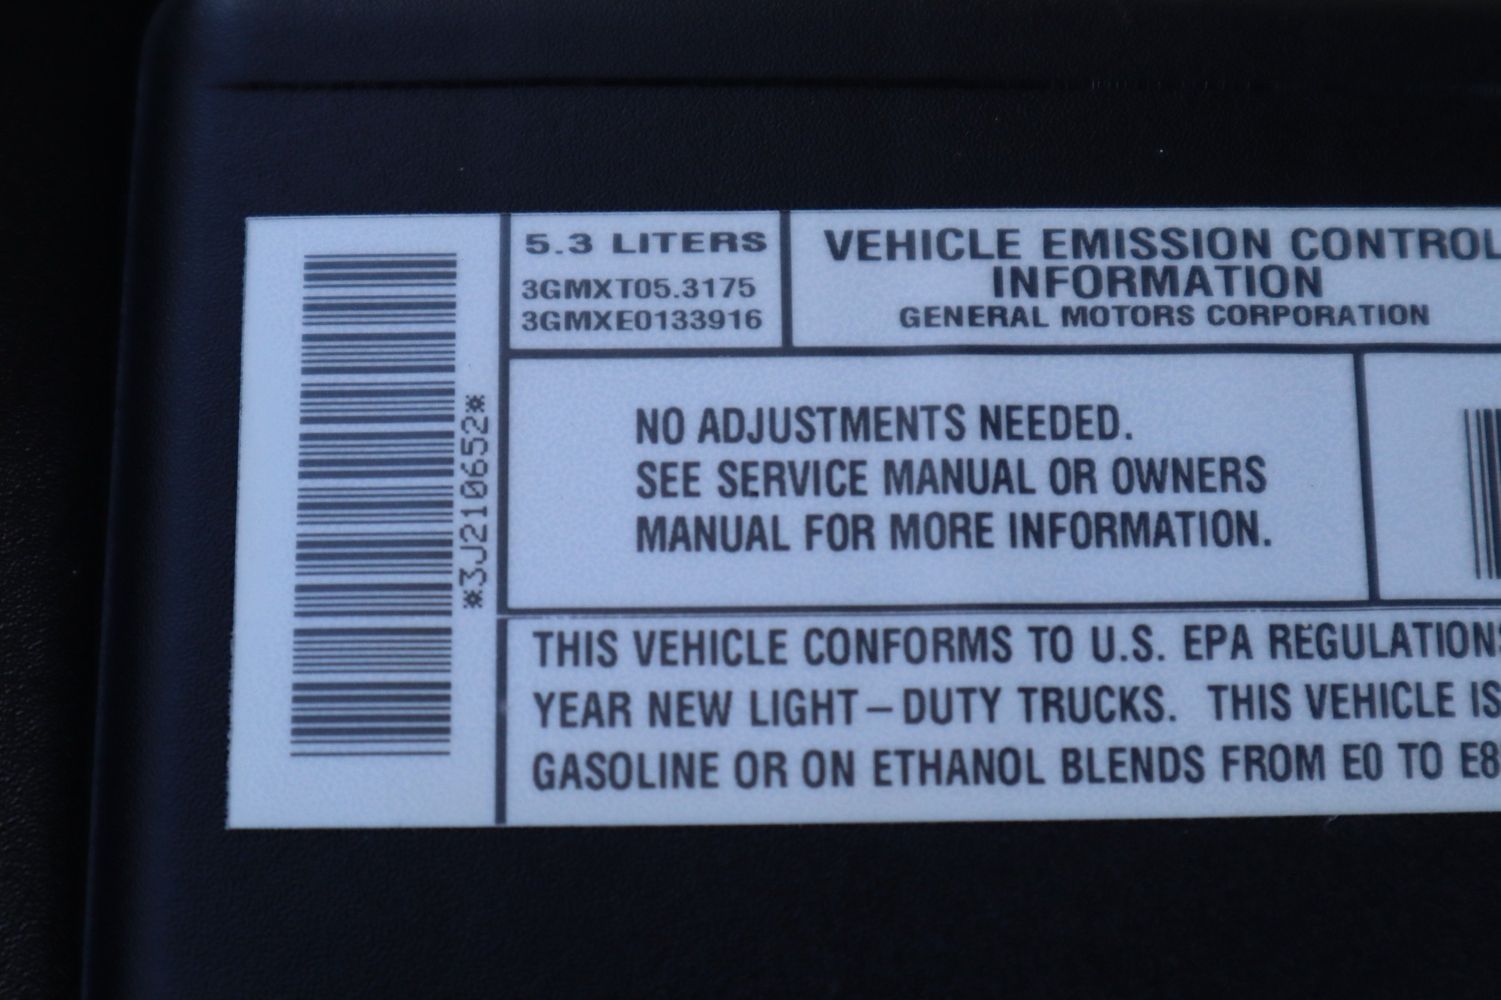 *3J210652*
5.3 LITERS
3GMXT05.3175
3GMXE0133916
VEHICLE EMISSION CONTROL
INFORMATION
GENERAL MOTORS CORPORATION
NO ADJUSTMENTS NEEDED.
SEE SERVICE MANUAL OR OWNERS
MANUAL FOR MORE INFORMATION.
THIS VEHICLE CONFORMS TO U.S. EPA REGULATIONS
YEAR NEW LIGHT–DUTY TRUCKS. THIS VEHICLE IS
GASOLINE OR ON ETHANOL BLENDS FROM E0 TO E8